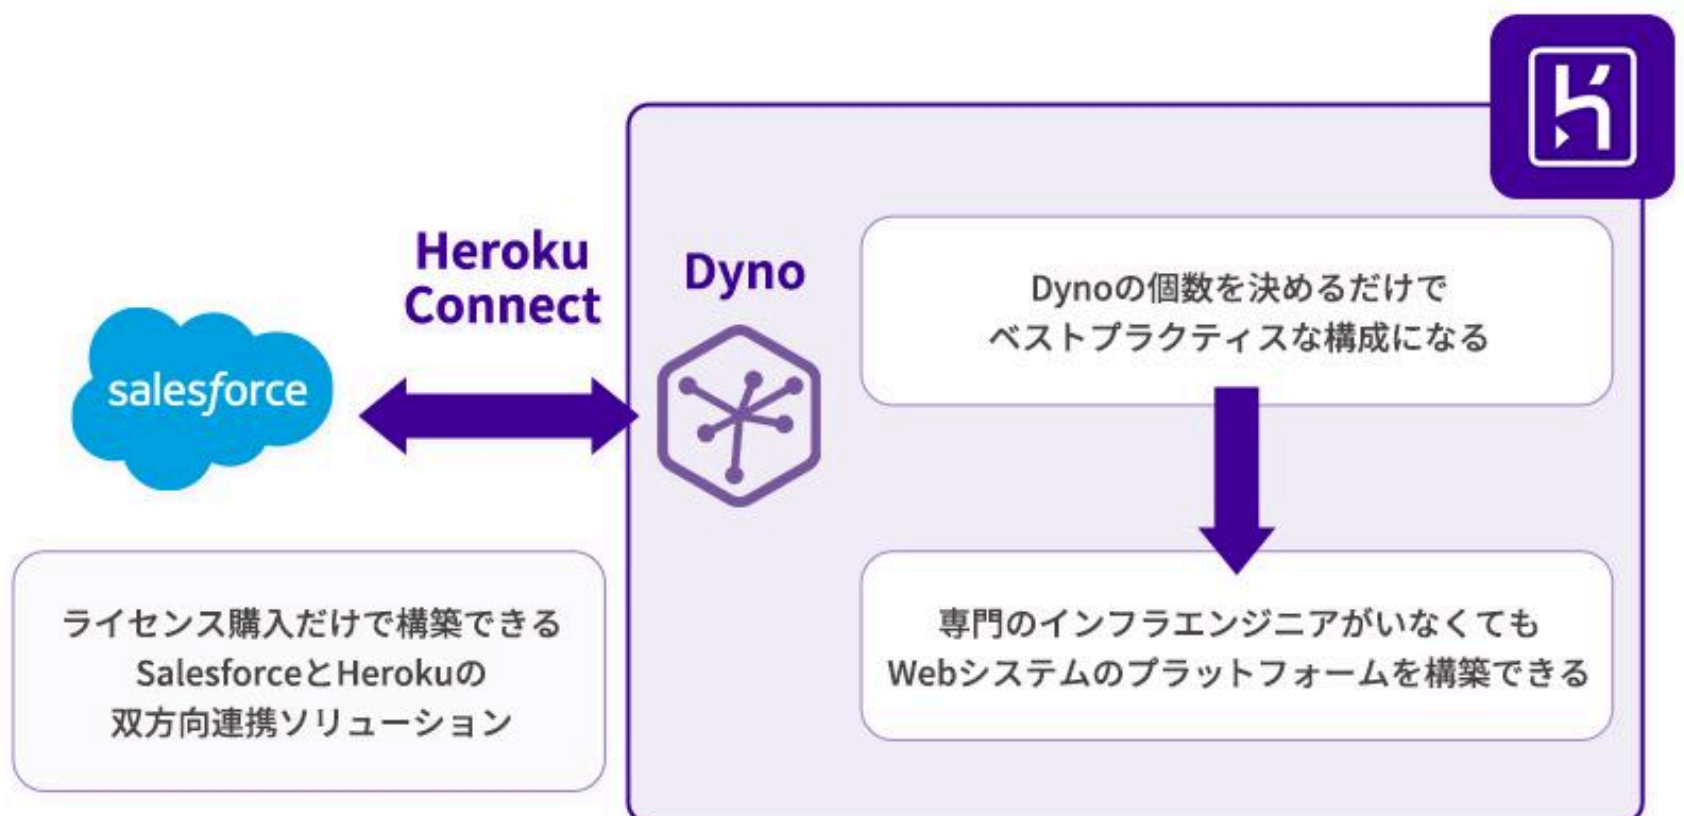 Heroku
Connect
salesforce
ライセンス購入だけで構築できる
SalesforceとHerokuの
双方向連携ソリューション
Dyno
Dynoの個数を決めるだけで
ベストプラクティスな構成になる
専門のインフラエンジニアがいなくても
Webシステムのプラットフォームを構築できる